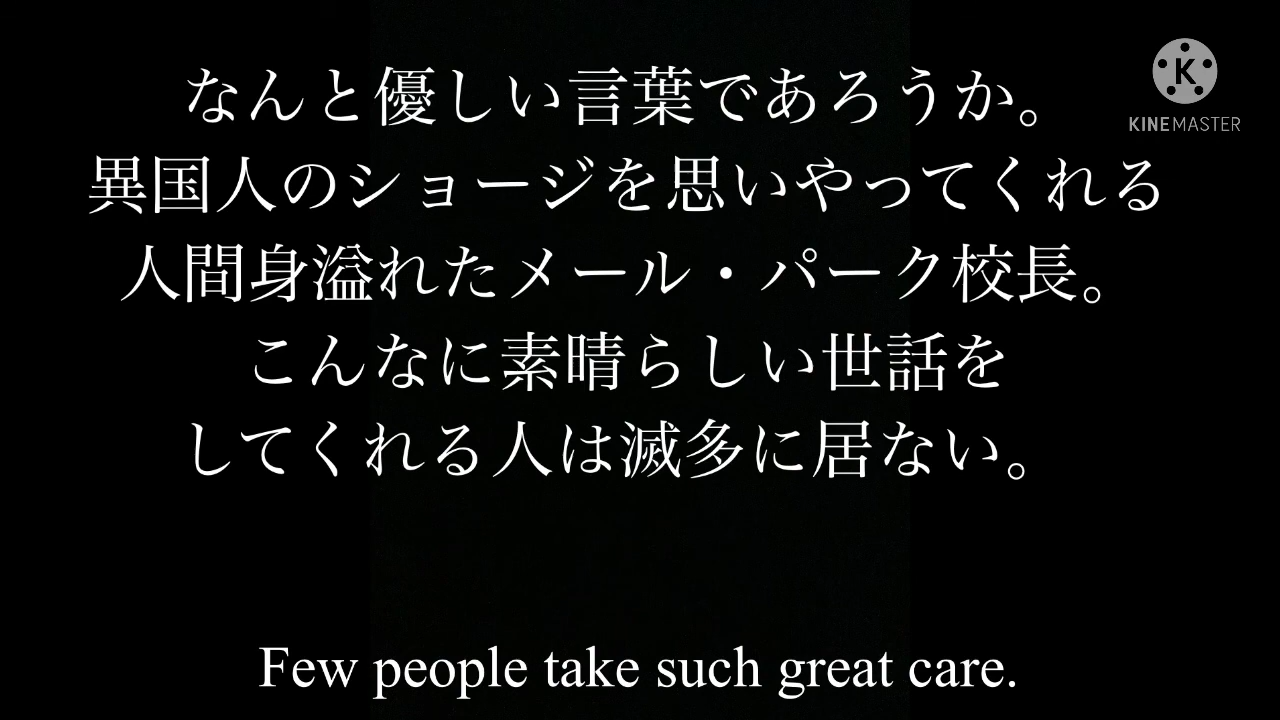 なんと優しい言葉であろうか。
異国人のショージを思いやってくれる
人間身溢れたメール・パーク校長。
こんなに素晴らしい世話を
してくれる人は滅多に居ない。
Few people take such great care.
K
KINEMASTER